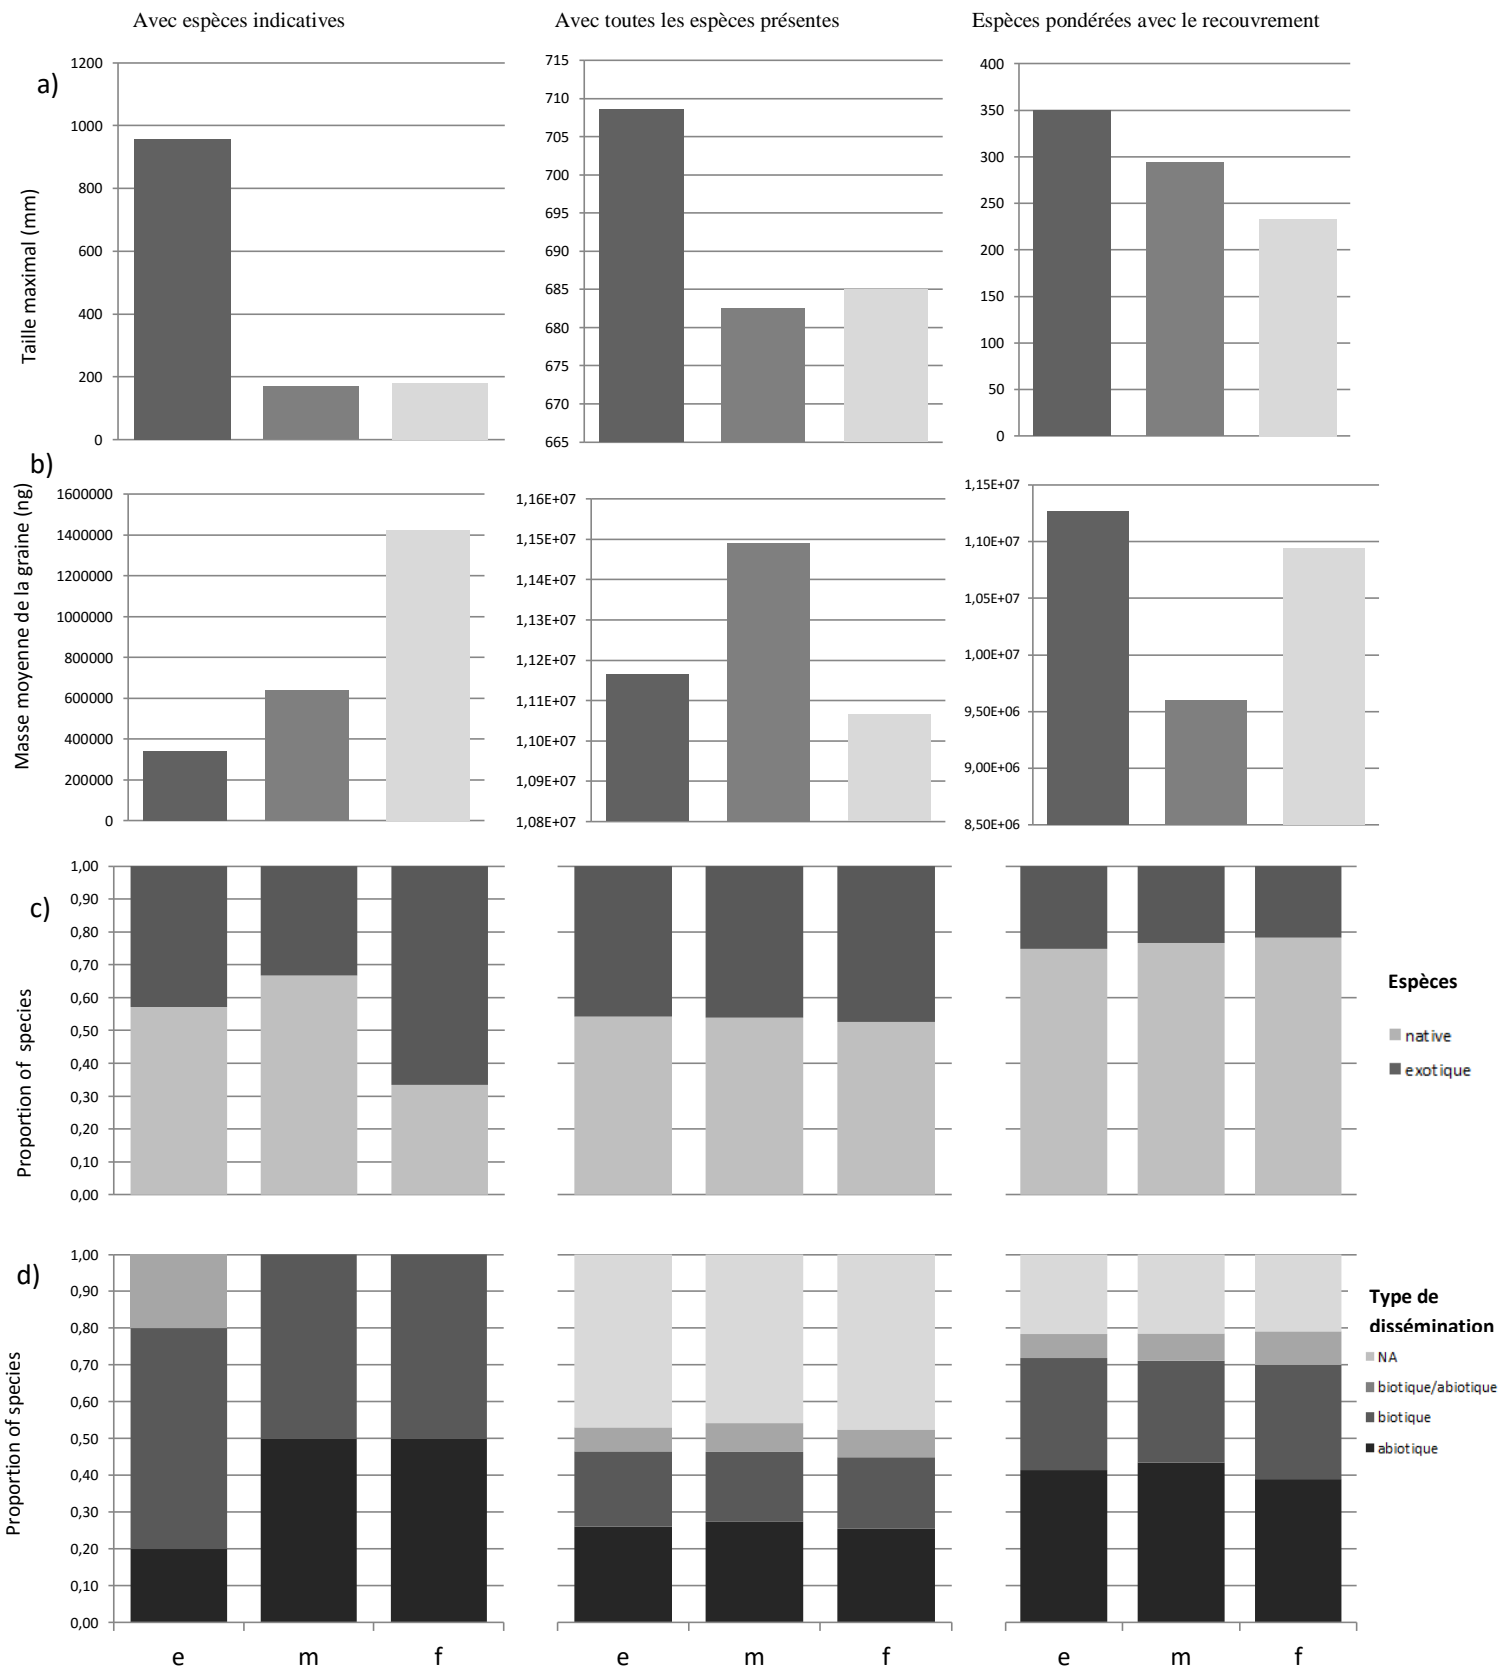 Avec espèces indicatives
Avec toutes les espèces présentes
Espèces pondérées avec le recouvrement
a)
Taille maximal (mm)
1200
1000
800
600
400
200
0
715
710
705
700
695
690
685
680
675
670
665
400
350
300
250
200
150
100
50
0
b)
Masse moyenne de la graine (ng)
1600000
1400000
1200000
1000000
800000
600000
400000
200000
0
1,16E+07
1,15E+07
1,14E+07
1,13E+07
1,12E+07
1,11E+07
1,10E+07
1,09E+07
1,08E+07
1,15E+07
1,10E+07
1,05E+07
1,00E+07
9,50E+06
9,00E+06
8,50E+06
c)
Proportion of species
1,00
0,90
0,80
0,70
0,60
0,50
0,40
0,30
0,20
0,10
0,00
Espèces
native
exotique
d)
Proportion of species
1,00
0,90
0,80
0,70
0,60
0,50
0,40
0,30
0,20
0,10
0,00
Type de
dissémination
NA
biotique/abiotique
biotique
abiotique
e m f
e m f
e m f